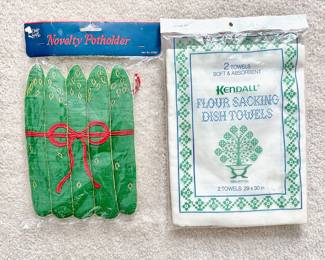 Novelty Potholder
2 TOWELS
SOFT & ABSORBENT
KENDALL
FLOUR SACKING
DISH TOWELS
2 TOWELS 29 x 30 in